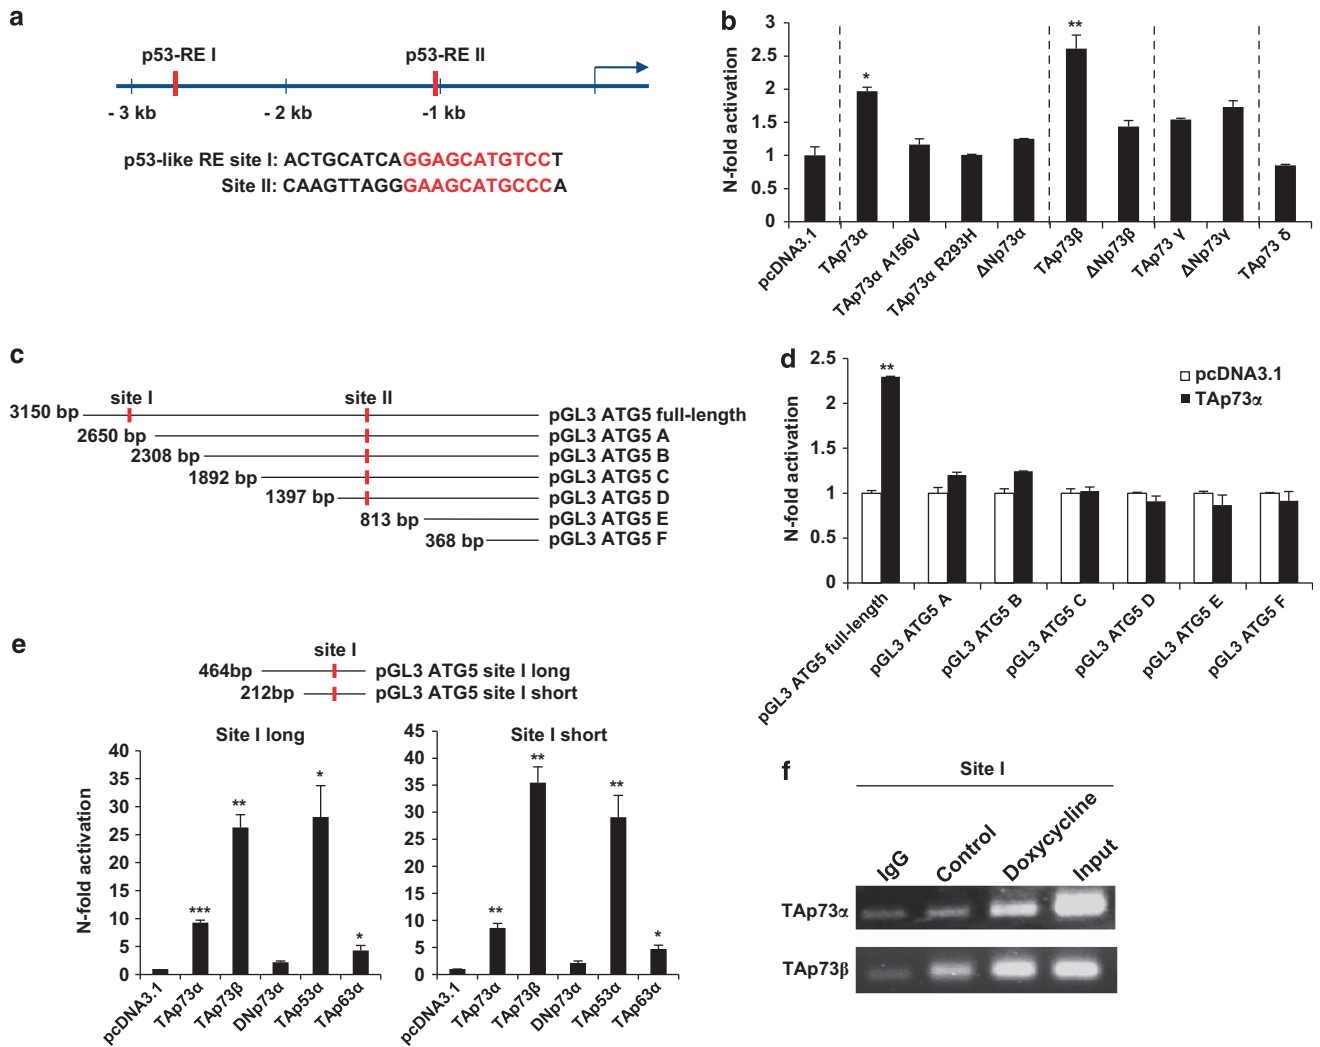 a
p53-RE I
p53-RE II
- 3 kb
- 2 kb
-1 kb
p53-like RE site I: ACTGCATCAGGAGCATGTCCT
Site II: CAAGTTAGGGAAGCATGCCCA
b
N-fold activation
3
2.5
2
1.5
1
0.5
0
*
**
pcDNA3.1
TAp73α
TAp73α A156V
TAp73α R293H
ΔNp73α
TAp73β
ΔNp73β
TAp73 γ
ΔNp73γ
TAp73 δ
c
site I
site II
3150 bp
pGL3 ATG5 full-length
2650 bp
pGL3 ATG5 A
2308 bp
pGL3 ATG5 B
1892 bp
pGL3 ATG5 C
1397 bp
pGL3 ATG5 D
813 bp
pGL3 ATG5 E
368 bp
pGL3 ATG5 F
d
N-fold activation
2.5
2
1.5
1
0.5
0
**
pcDNA3.1
TAp73α
pGL3 ATG5 full-length
pGL3 ATG5 A
pGL3 ATG5 B
pGL3 ATG5 C
pGL3 ATG5 D
pGL3 ATG5 E
pGL3 ATG5 F
e
site I
464bp
pGL3 ATG5 site I long
212bp
pGL3 ATG5 site I short
Site I long
N-fold activation
40
35
30
25
20
15
10
5
0
***
**
*
*
pcDNA3.1
TAp73α
TAp73β
DNp73α
TAp53α
TAp63α
Site I short
45
40
35
30
25
20
15
10
5
0
**
**
**
*
pcDNA3.1
TAp73α
TAp73β
DNp73α
TAp53α
TAp63α
f
Site I
IgG
Control
Doxycycline
Input
TAp73α
TAp73β